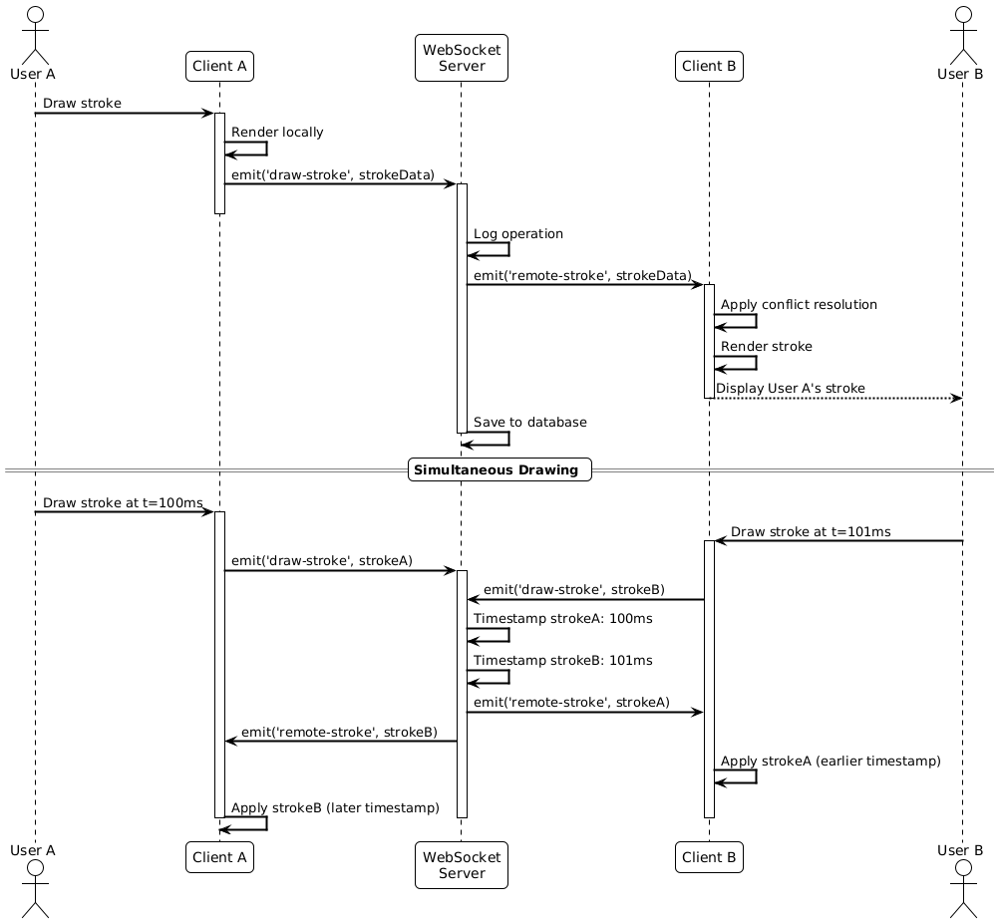 User A
Client A
WebSocket
Server
Client B
User B
Draw stroke
Render locally
emit('draw-stroke', strokeData)
Log operation
emit('remote-stroke', strokeData)
Apply conflict resolution
Render stroke
Display User A's stroke
Save to database
Simultaneous Drawing
Draw stroke at t=100ms
Draw stroke at t=101ms
emit('draw-stroke', strokeA)
emit('draw-stroke', strokeB)
Timestamp strokeA: 100ms
Timestamp strokeB: 101ms
emit('remote-stroke', strokeA)
emit('remote-stroke', strokeB)
Apply strokeA (earlier timestamp)
Apply strokeB (later timestamp)
User A
Client A
WebSocket
Server
Client B
User B